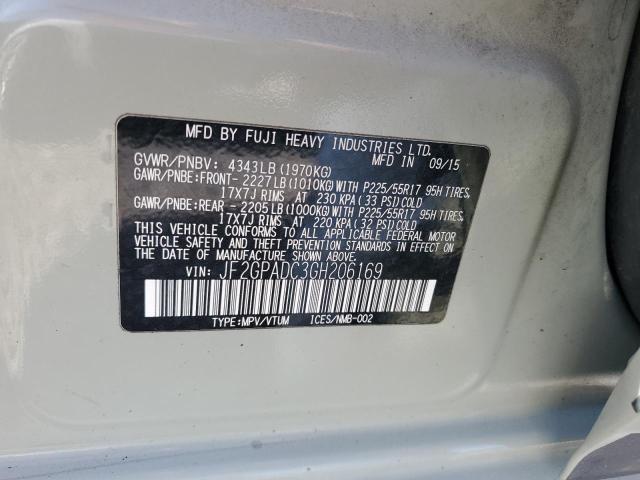 MFD BY FUJI HEAVY INDUSTRIES LTD.
GVWR/PNBV: 4343LB (1970KG) MFD IN 09/15
GAWR/PNBE:FRONT- 2227 LB (1010KG) WITH P225/55R17 95H TIRES,
17X7J RIMS AT 230 KPA (33 PSI) COLD
GAWR/PNBE:REAR - 2205 LB (1000KG) WITH P225/55R17 95H TIRES,
17X7J RIMS AT 220 KPA (32 PSI) COLD
THIS VEHICLE CONFORMS TO ALL APPLICABLE FEDERAL MOTOR
VEHICLE SAFETY AND THEFT PREVENTION STANDARDS IN EFFECT ON
THE DATE OF MANUFACTURE SHOWN ABOVE.
VIN: JF2GPADC3GH206169
TYPE:MPV/VTUM ICES/NMB-002